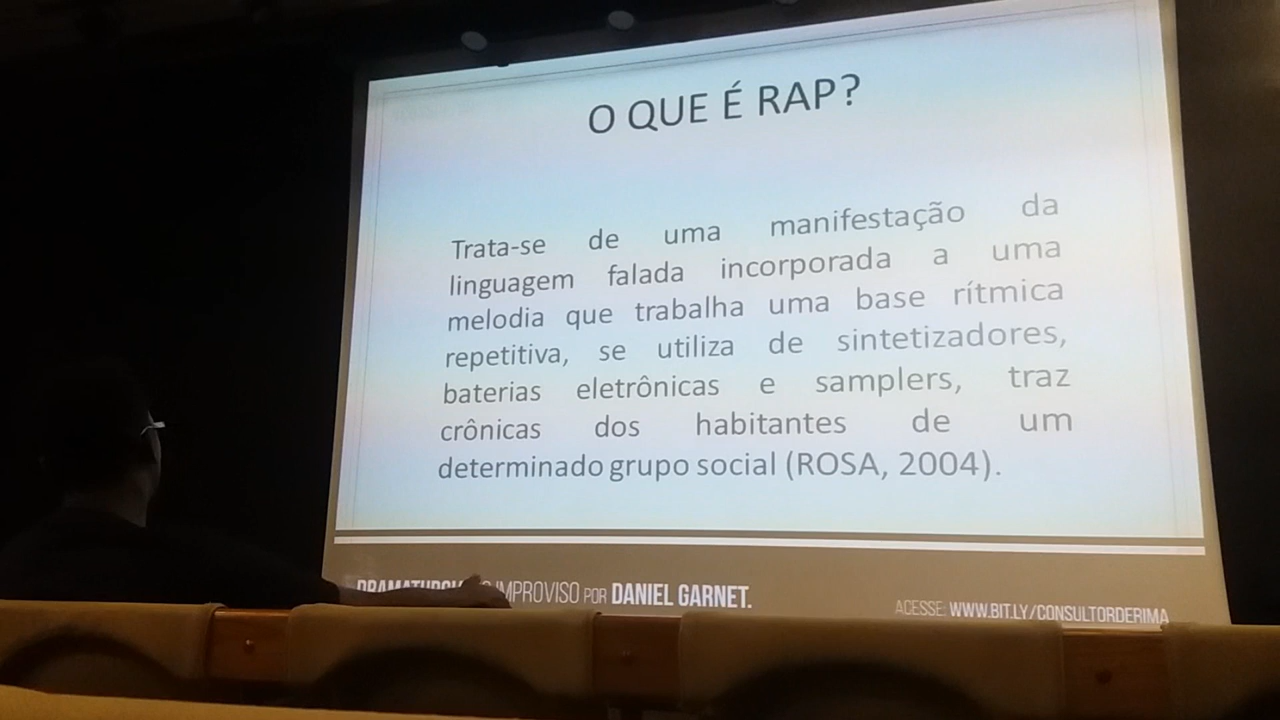 O QUE É RAP?
Trata-se de uma manifestação da
linguagem falada incorporada a uma
melodia que trabalha uma base rítmica
repetitiva, se utiliza de sintetizadores,
baterias eletrônicas e samplers, traz
crônicas dos habitantes de um
determinado grupo social (ROSA, 2004).
IMPROVISO POR DANIEL GARNET.
ACESSE: WWW.BIT.LY/CONSULTORDERIMA